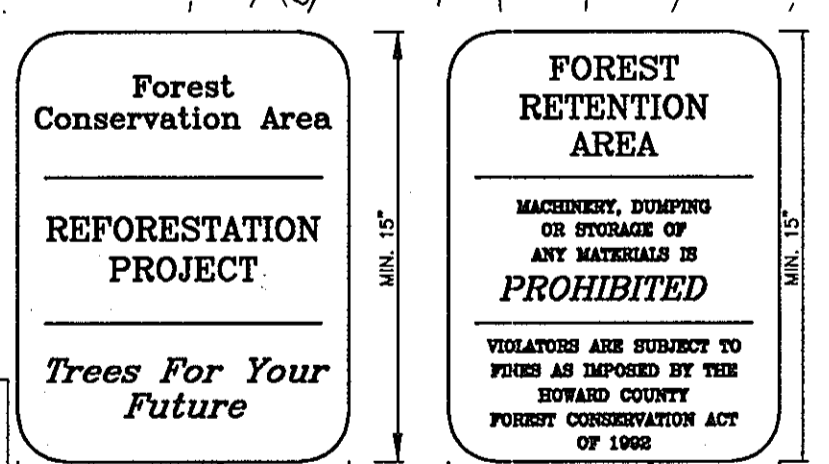 Forest
Conservation Area
REFORESTATION
PROJECT
Trees For Your
Future
MIN. 15"
FOREST
RETENTION
AREA
MACHINERY, DUMPING
OR STORAGE OF
ANY MATERIALS IS
PROHIBITED
VIOLATORS ARE SUBJECT TO
FINES AS IMPOSED BY THE
HOWARD COUNTY
FOREST CONSERVATION ACT
OF 1992
MIN. 15"